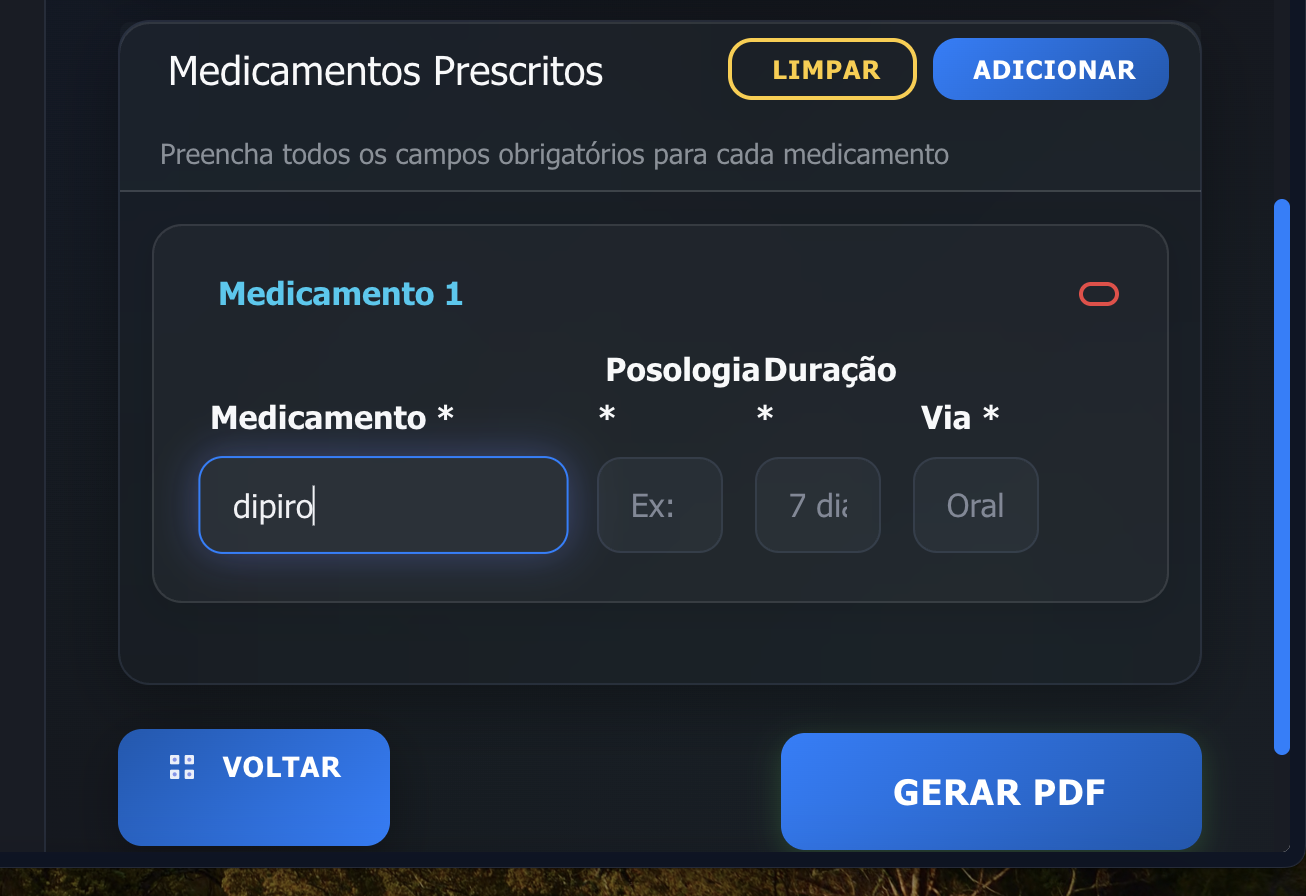 Medicamentos Prescritos
LIMPAR
ADICIONAR
Preencha todos os campos obrigatórios para cada medicamento
Medicamento 1
Medicamento *
Posologia *
Duração *
Via *
dipiro
Ex:
7 dia
Oral
VOLTAR
GERAR PDF